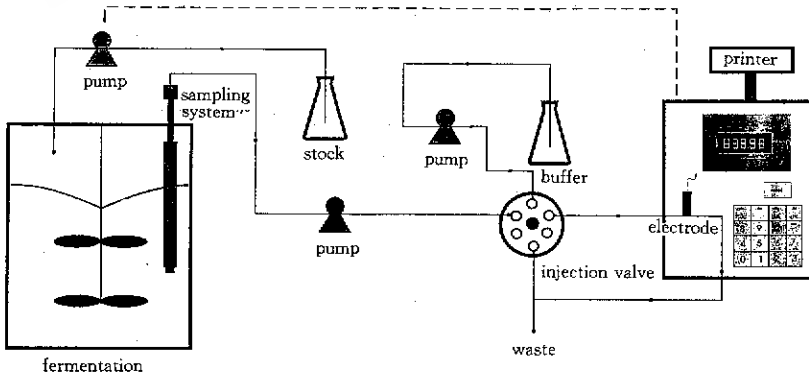 printer
pump
sampling
system
stock
pump
buffer
pump
electrode
injection valve
waste
fermentation